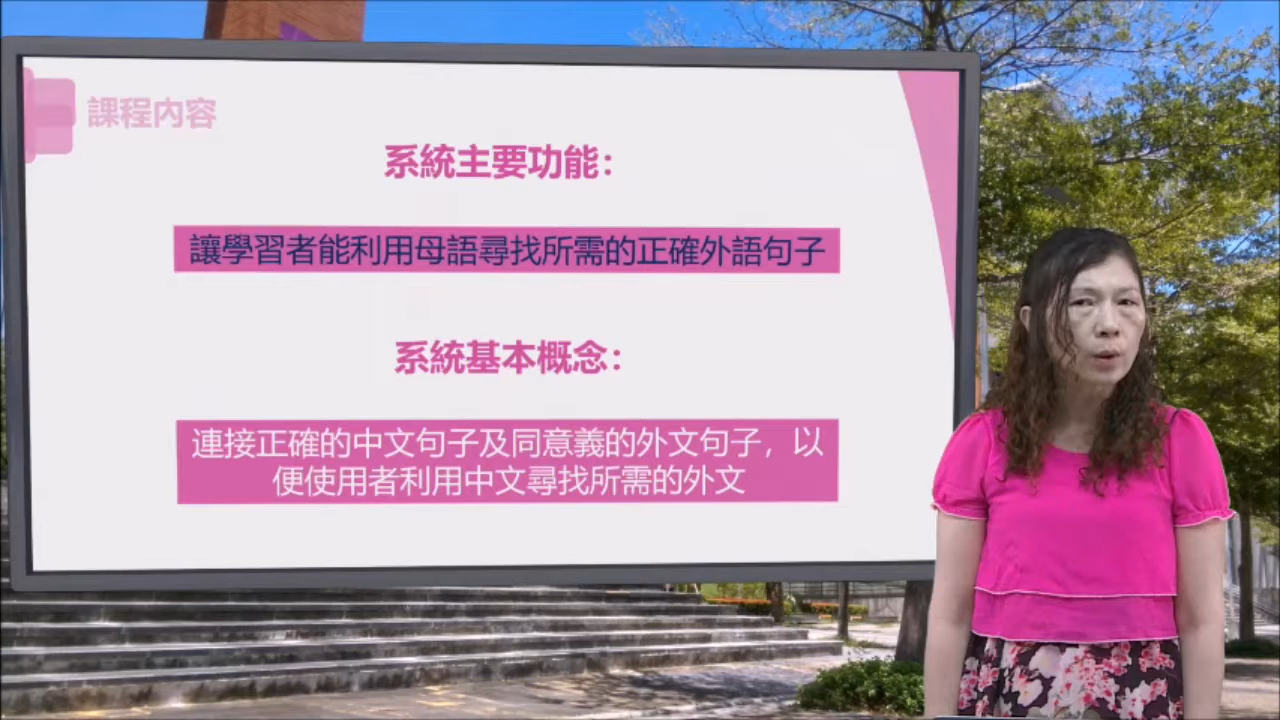 課程內容
系統主要功能：
讓學習者能利用母語尋找所需的正確外語句子
系統基本概念：
連接正確的中文句子及同意義的外文句子，以
便使用者利用中文尋找所需的外文